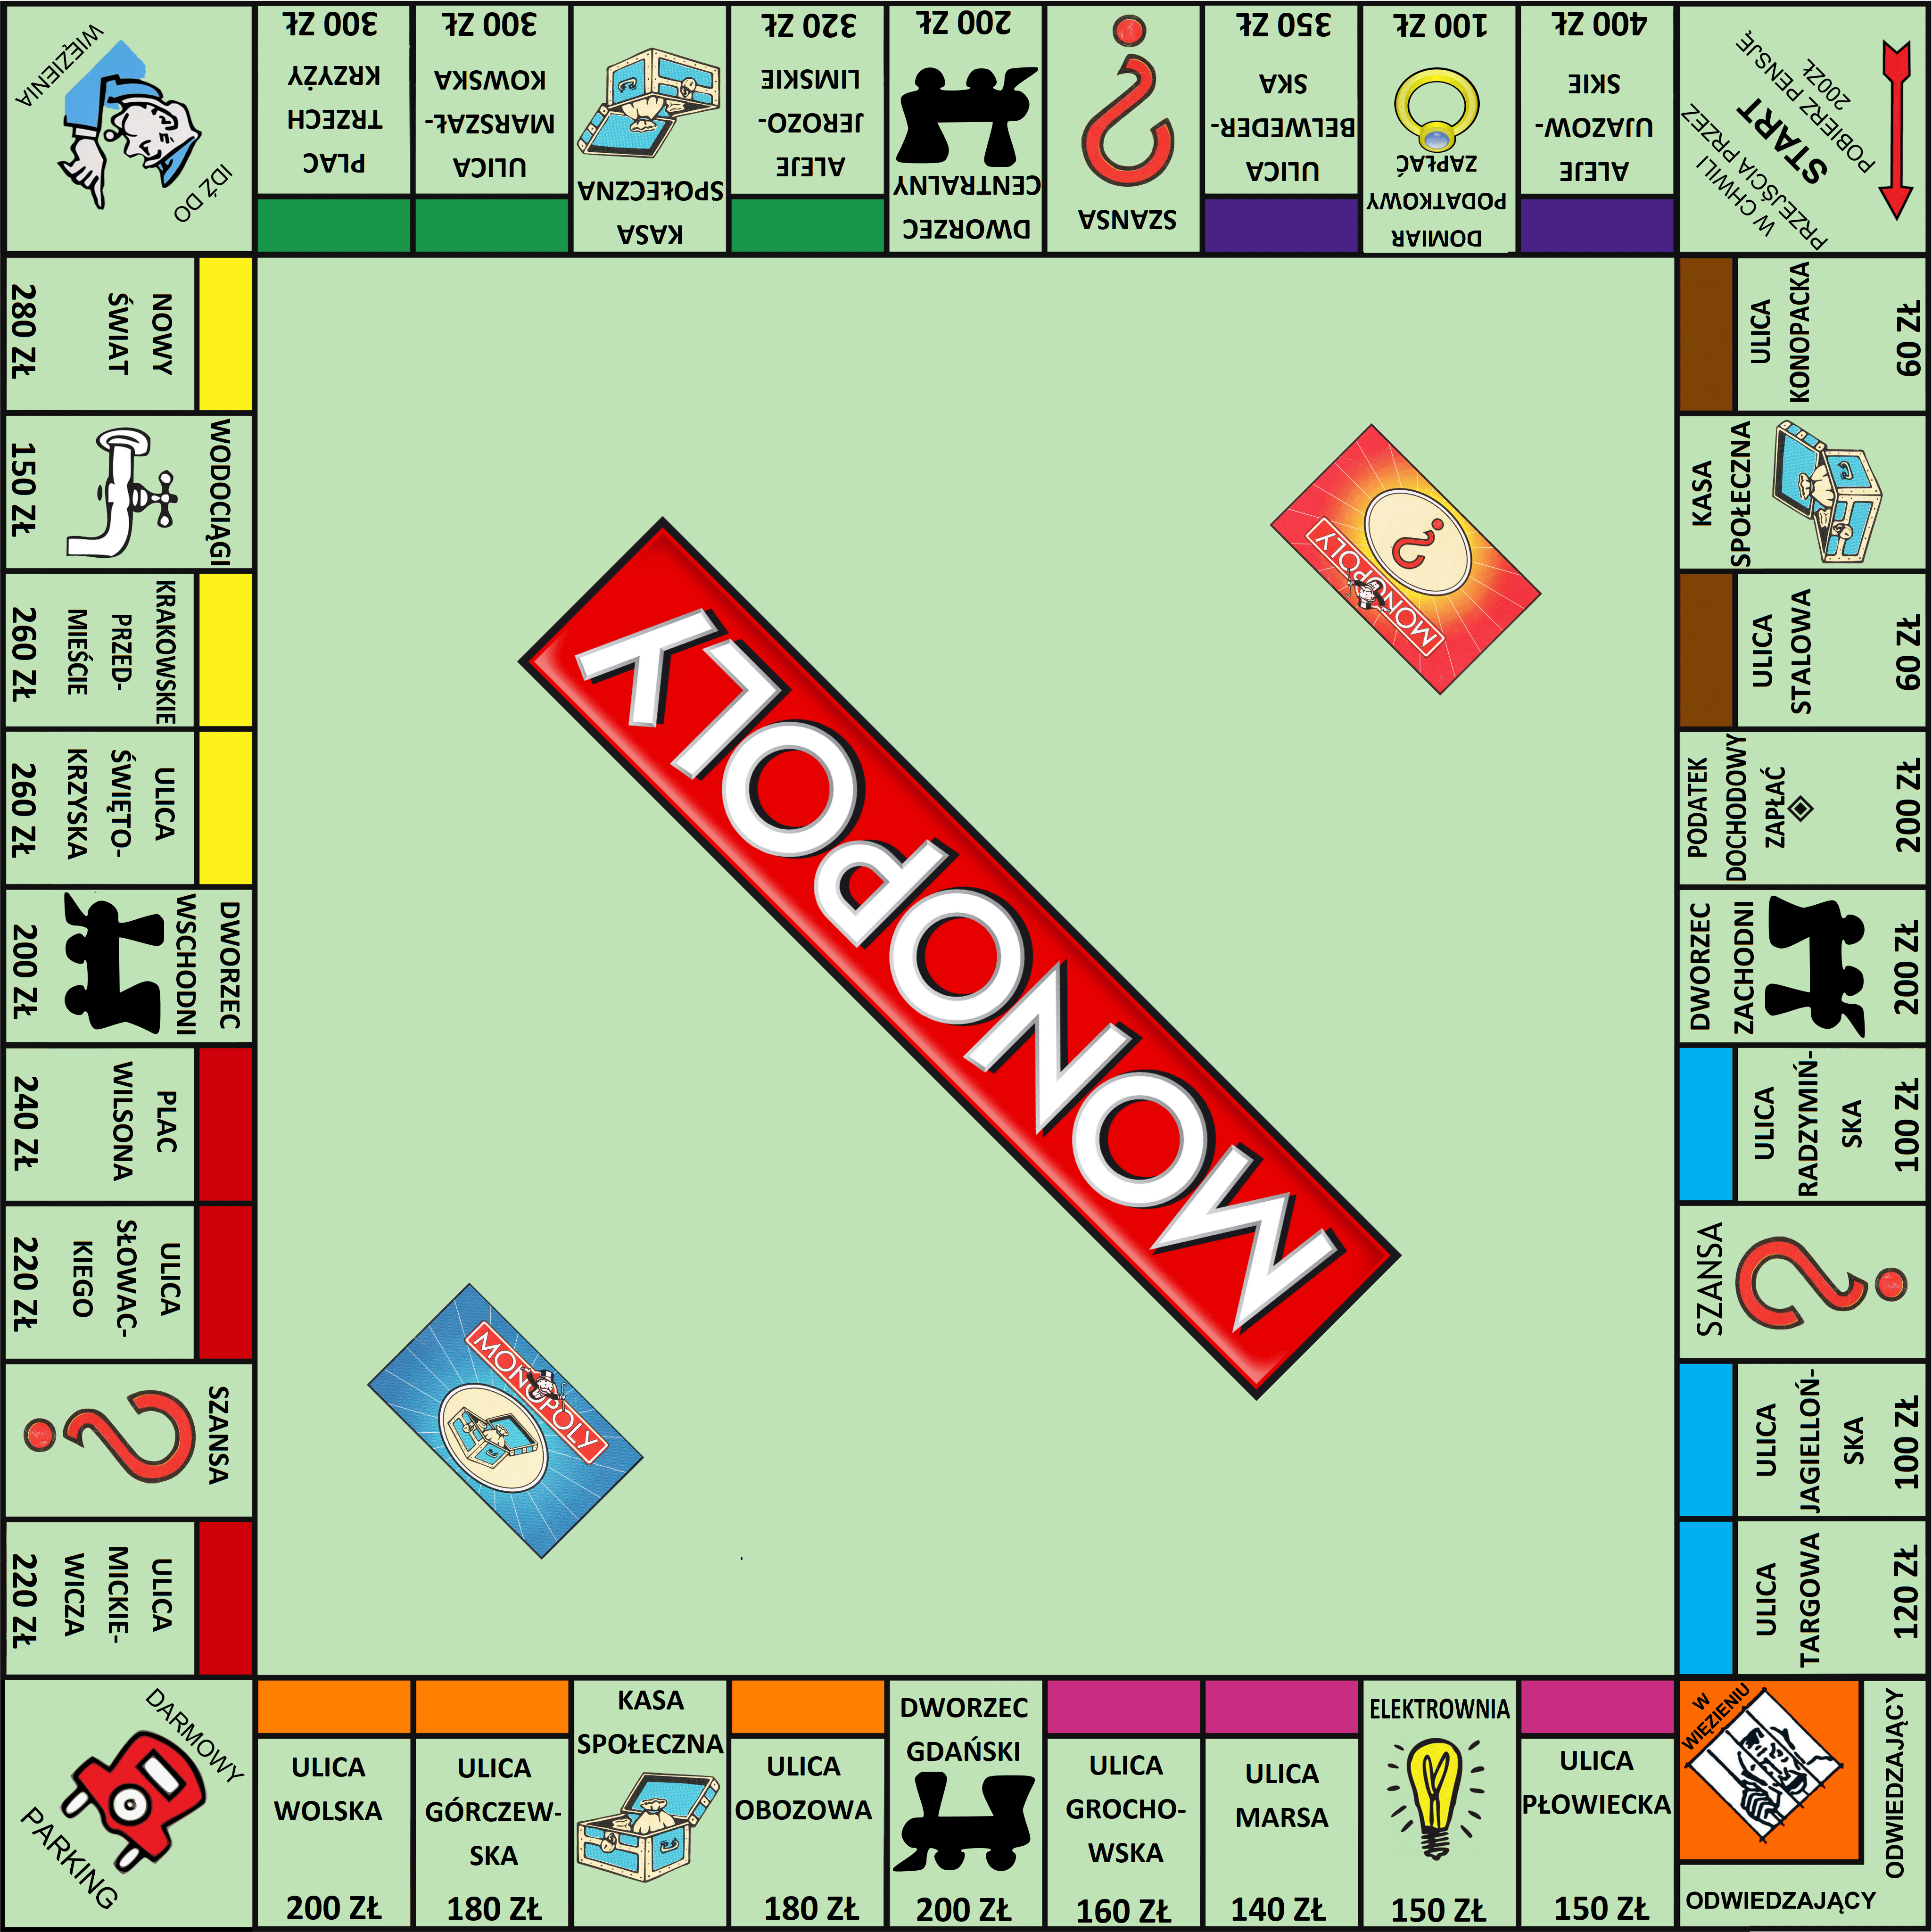 W CHWILI
PRZEJŚCIA PRZEZ
START
POBIERZ PENSJĘ
200ZŁ
ULICA
KONOPACKA
60 ZŁ
KASA
SPOŁECZNA
ULICA
STALOWA
60 ZŁ
PODATEK
DOCHODOWY
ZAPŁAĆ
200 ZŁ
DWORZEC
ZACHODNI
200 ZŁ
ULICA
RADZYMIŃ-
SKA
100 ZŁ
SZANSA
?
ULICA
JAGIELLOŃ-
SKA
100 ZŁ
ULICA
TARGOWA
120 ZŁ
W
WIĘZIENIU
ODWIEDZAJĄCY
ODWIEDZAJĄCY
ULICA
PŁOWIECKA
150 ZŁ
ELEKTROWNIA
150 ZŁ
ULICA
MARSA
140 ZŁ
ULICA
GROCHO-
WSKA
160 ZŁ
DWORZEC
GDAŃSKI
200 ZŁ
ULICA
OBOZOWA
180 ZŁ
KASA
SPOŁECZNA
ULICA
GÓRCZEW-
SKA
180 ZŁ
ULICA
WOLSKA
200 ZŁ
DARMOWY
PARKING
ULICA
MICKIE-
WICZA
220 ZŁ
SZANSA
?
ULICA
SŁOWAC-
KIEGO
220 ZŁ
PLAC
WILSONA
240 ZŁ
DWORZEC
WSCHODNI
200 ZŁ
ULICA
ŚWIĘTO-
KRZYSKA
260 ZŁ
KRAKOWSKIE
PRZED-
MIEŚCIE
260 ZŁ
WODOCIĄGI
150 ZŁ
NOWY
ŚWIAT
280 ZŁ
IDŹ DO
WIĘZIENIA
PLAC
TRZECH
KRZYŻY
300 ZŁ
ULICA
MARSZAŁ-
KOWSKA
300 ZŁ
KASA
SPOŁECZNA
ALEJE
JEROZO-
LIMSKIE
320 ZŁ
DWORZEC
CENTRALNY
200 ZŁ
SZANSA
?
ULICA
BELWEDER-
SKA
350 ZŁ
DOMIAR
PODATKOWY
ZAPŁAĆ
100 ZŁ
ALEJE
UJAZOW-
SKIE
400 ZŁ
MONOPOLY
MONOPOLY
?
MONOPOLY